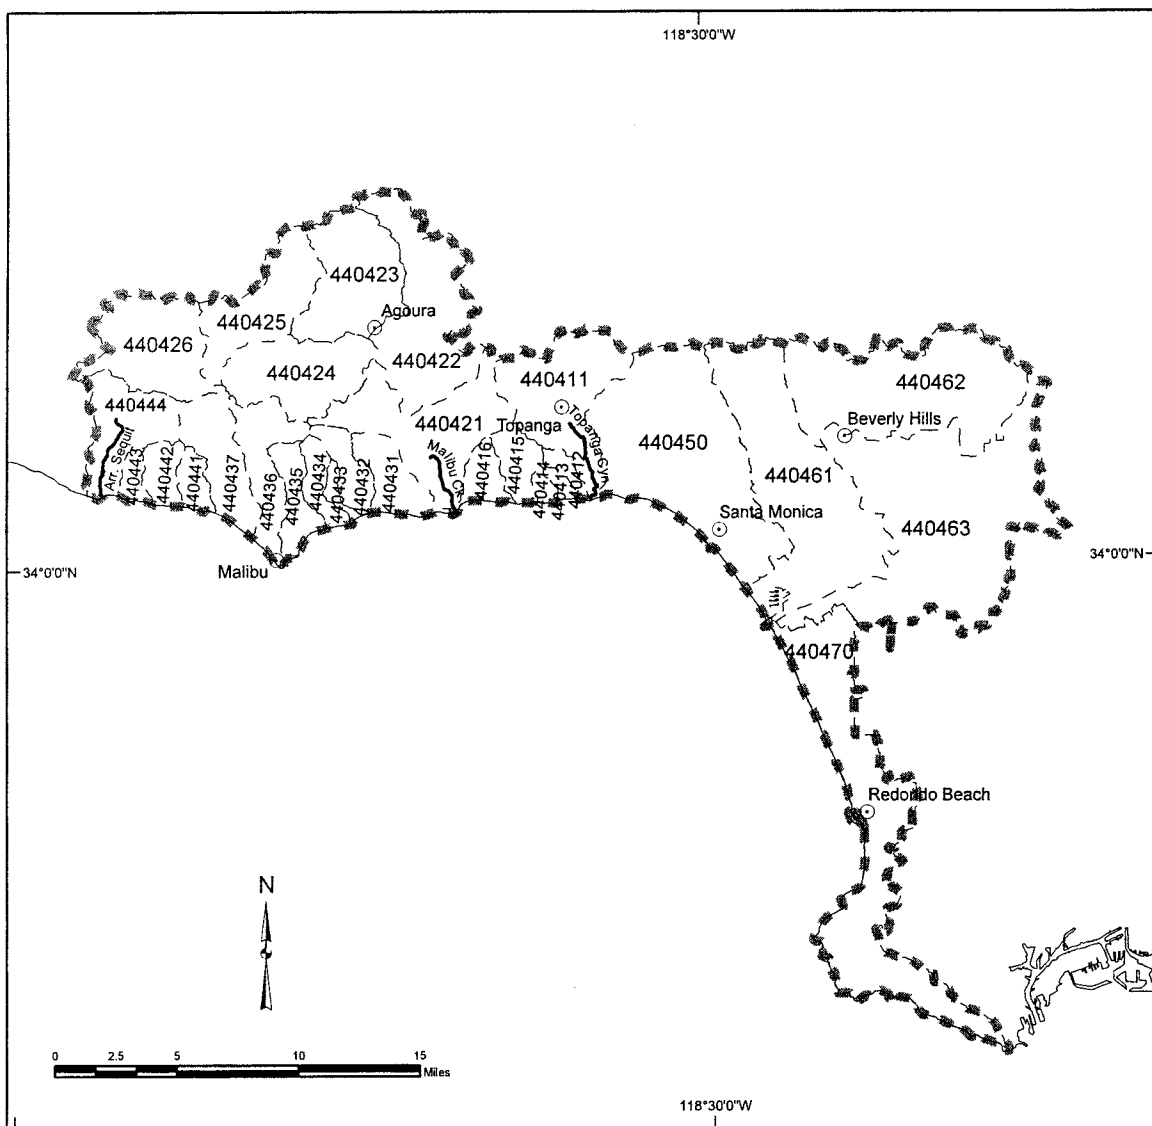 118°30'0"W
440423
Agoura
440425
440426
440422
440424
440411
440462
440444
440421
Topanga
Topanga Cyn.
Beverly Hills
440450
Arr. Sequit
440443
440442
440441
440437
440436
440435
440434
440433
440432
440431
Malibu Ck.
440416
440415
440414
440413
440412
440461
Santa Monica
440463
34°0'0"N
34°0'0"N
Malibu
440470
Redondo Beach
N
0 2.5 5 10 15
Miles
118°30'0"W